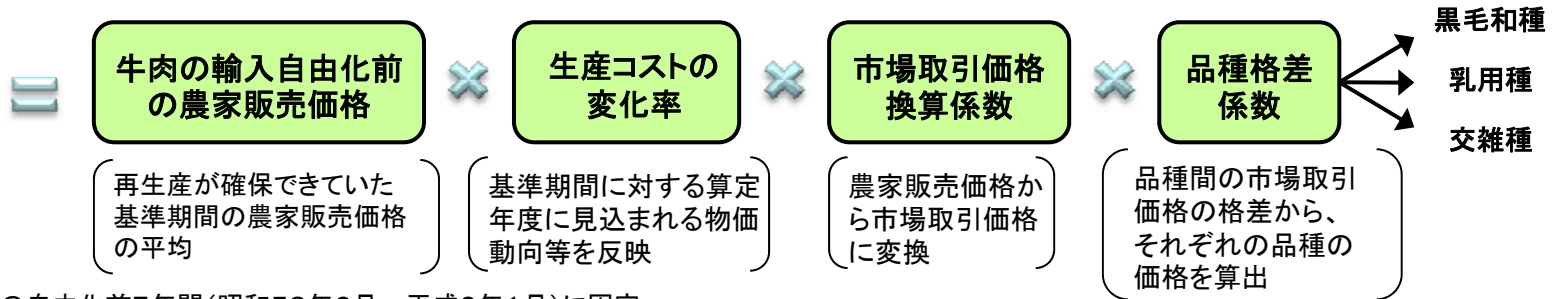 牛肉の輸入自由化前
の農家販売価格
生産コストの
変化率
市場取引価格
換算係数
品種格差
係数
黒毛和種
乳用種
交雑種
再生産が確保できていた
基準期間の農家販売価格
の平均
基準期間に対する算定
年度に見込まれる物価
動向等を反映
農家販売価格か
ら市場取引価格
に変換
品種間の市場取引
価格の格差から、
それぞれの品種の
価格を算出